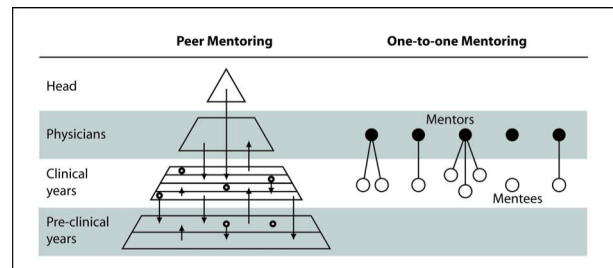 Peer Mentoring
One-to-one Mentoring
Head
Physicians
Mentors
Clinical
years
Mentees
Pre-clinical
years